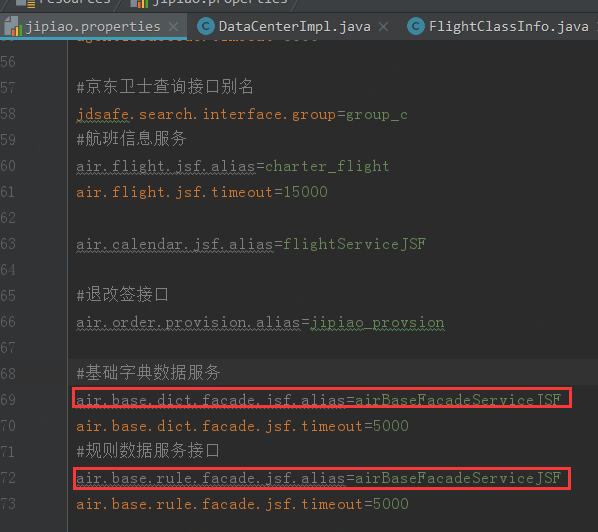 resources jipiao.properties
jipiao.properties DataCenterImpl.java FlightClassInfo.java
56
57 #京东卫士查询接口别名
58 jdsafe.search.interface.group=group_c
59 #航班信息服务
60 air.flight.jsf.alias=charter_flight
61 air.flight.jsf.timeout=15000
62
63 air.calendar.jsf.alias=flightServiceJSF
64
65 #退改签接口
66 air.order.provision.alias=jipiao_provsion
67
68 #基础字典数据服务
69 air.base.dict.facade.jsf.alias=airBaseFacadeServiceJSF
70 air.base.dict.facade.jsf.timeout=5000
71 #规则数据服务接口
72 air.base.rule.facade.jsf.alias=airBaseFacadeServiceJSF
73 air.base.rule.facade.jsf.timeout=5000